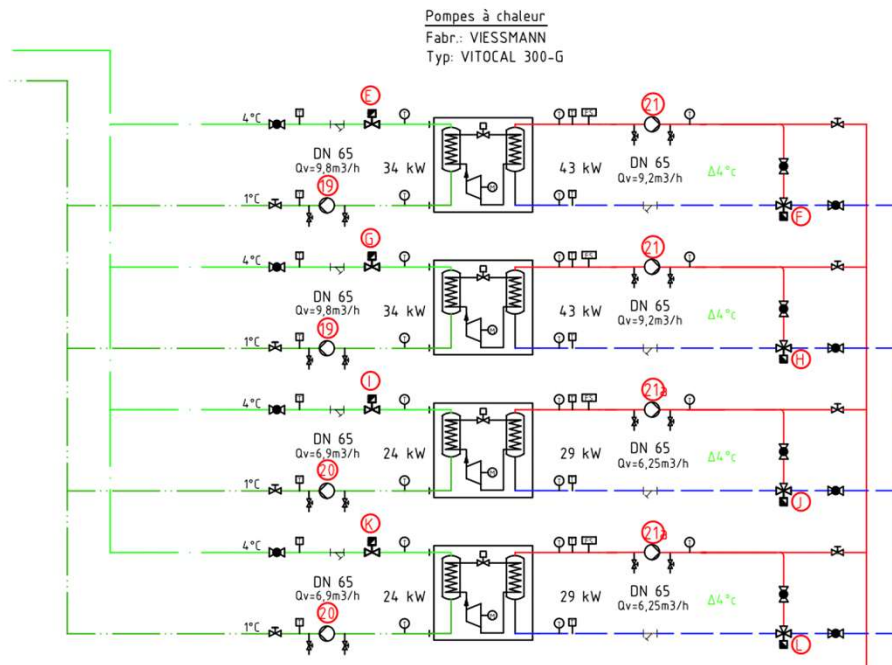 Pompes à chaleur
Fabr.: VIESSMANN
Typ: VITOCAL 300-G
E
21
4°C
T
T
T
T
FS
T
DN 65
Qv=9,8m3/h
34 kW
43 kW
DN 65
Qv=9,2m3/h
Δ4°c
19
1°C
T
T
M
T
T
F
G
21
4°C
T
T
T
T
FS
T
DN 65
Qv=9,8m3/h
34 kW
43 kW
DN 65
Qv=9,2m3/h
Δ4°c
19
1°C
T
T
M
T
T
H
I
21a
4°C
T
T
T
T
FS
T
DN 65
Qv=6,9m3/h
24 kW
29 kW
DN 65
Qv=6,25m3/h
Δ4°c
20
1°C
T
T
M
T
T
J
K
21a
4°C
T
T
T
T
FS
T
DN 65
Qv=6,9m3/h
24 kW
29 kW
DN 65
Qv=6,25m3/h
Δ4°c
20
1°C
T
T
M
T
T
L